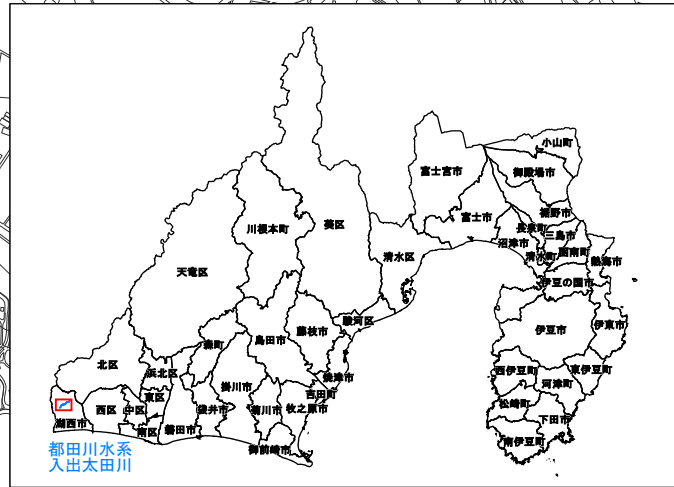 小山町
御殿場市
富士宮市
裾野市
富士市
長泉町
三島市
沼津市
函南町
清水町
熱海市
葵区
川根本町
清水区
天竜区
伊豆の国市
駿河区
藤枝市
伊豆市
伊東市
島田市
森町
北区
浜北区
焼津市
西伊豆町
東伊豆町
河津町
掛川市
吉田町
東区
西区
中区
袋井市
菊川市
牧之原市
松崎町
下田市
湖西市
南区
磐田市
南伊豆町
御前崎市
都田川水系
入出太田川